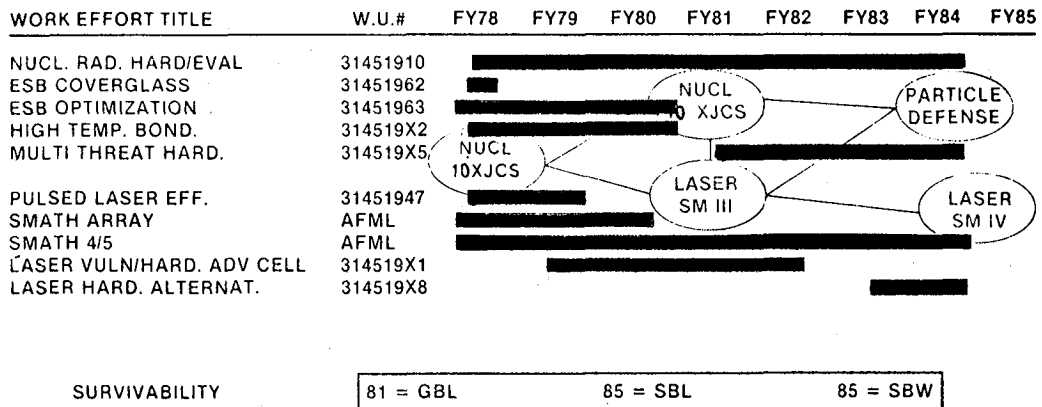 WORK EFFORT TITLE W.U.# FY78 FY79 FY80 FY81 FY82 FY83 FY84 FY85
NUCL. RAD. HARD/EVAL 31451910
ESB COVERGLASS 31451962
ESB OPTIMIZATION 31451963
HIGH TEMP. BOND. 314519X2
MULTI THREAT HARD. 314519X5
NUCL
10 XJCS
PARTICLE
DEFENSE
NUCL
10XJCS
LASER
SM III
LASER
SM IV
PULSED LASER EFF. 31451947
SMATH ARRAY AFML
SMATH 4/5 AFML
LASER VULN/HARD. ADV CELL 314519X1
LASER HARD. ALTERNAT. 314519X8
SURVIVABILITY 81 = GBL 85 = SBL 85 = SBW